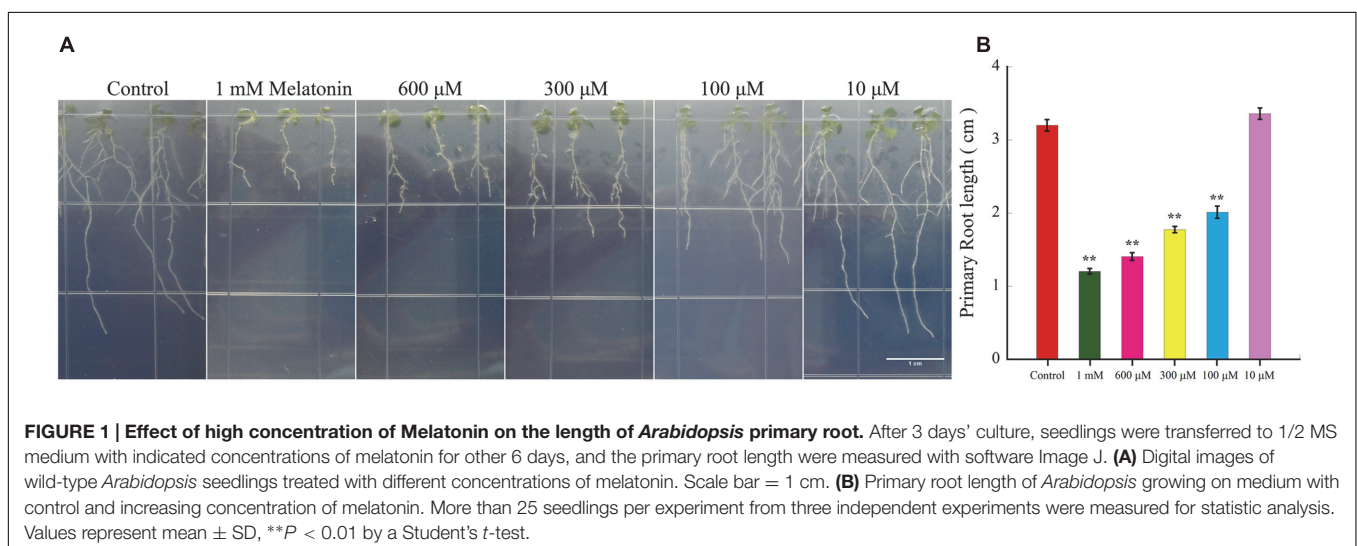 A
Control 1 mM Melatonin 600 μM 300 μM 100 μM 10 μM
1 cm
B
Primary Root length ( cm )
4
3
2
1
0
** ** ** **
Control 1 mM 600 μM 300 μM 100 μM 10 μM
FIGURE 1 | Effect of high concentration of Melatonin on the length of Arabidopsis primary root. After 3 days' culture, seedlings were transferred to 1/2 MS
medium with indicated concentrations of melatonin for other 6 days, and the primary root length were measured with software Image J. (A) Digital images of
wild-type Arabidopsis seedlings treated with different concentrations of melatonin. Scale bar = 1 cm. (B) Primary root length of Arabidopsis growing on medium with
control and increasing concentration of melatonin. More than 25 seedlings per experiment from three independent experiments were measured for statistic analysis.
Values represent mean ± SD, **P < 0.01 by a Student's t-test.